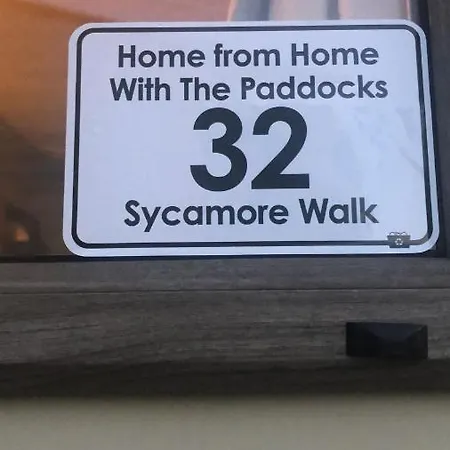 Home from Home
With The Paddocks
32
Sycamore Walk